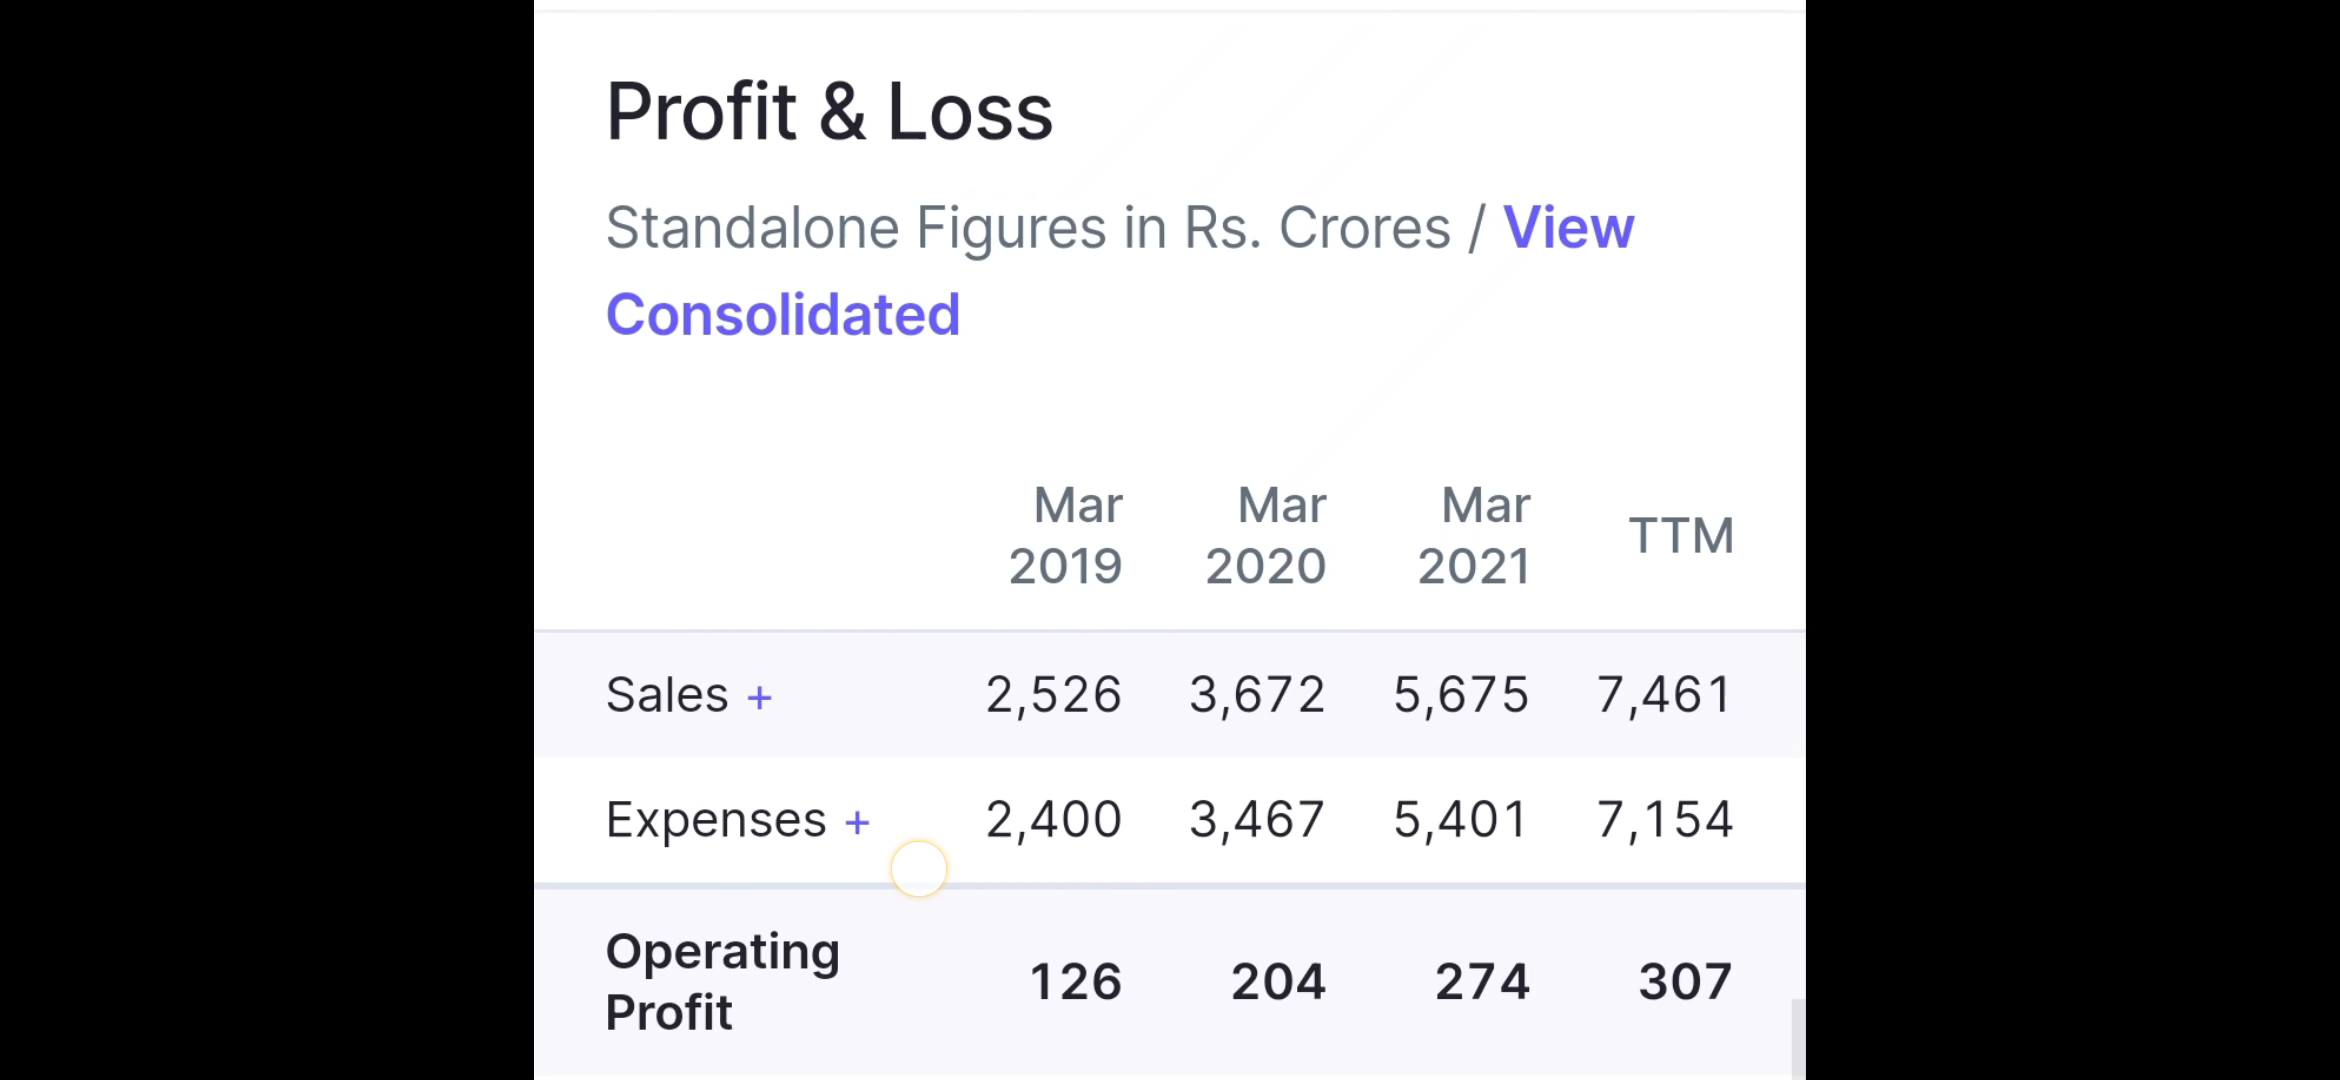 Profit & Loss
Standalone Figures in Rs. Crores / View
Consolidated
Mar 2019 Mar 2020 Mar 2021 TTM
Sales + 2,526 3,672 5,675 7,461
Expenses + 2,400 3,467 5,401 7,154
Operating Profit 126 204 274 307